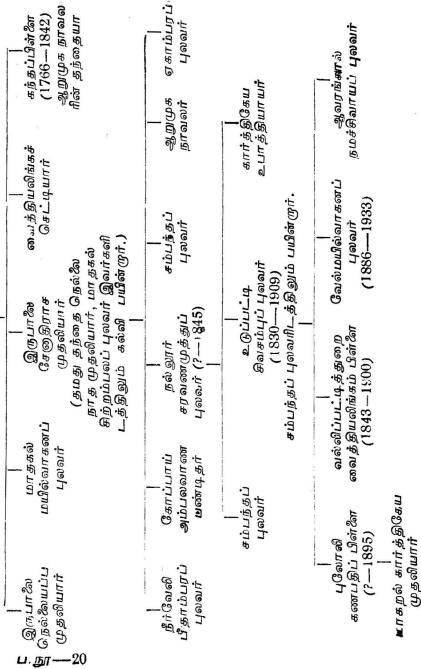 இருபாலை
நெல்லையப்ப
முதலியார்
மாதகல்
மயில்வாகனப்
புலவர்
இருபாலை
சேனாதிராச
முதலியார்
(தமது தந்தை நெல்லை
நாத முதலியார், மாதகல்
சிற்றம்பலப் புலவர் இவர்களி
டத்திலும் கல்வி பயின்றார்.)
வைத்தியலிங்கச்
செட்டியார்
கந்தப்பிள்ளை
(1766—1842)
ஆறுமுக நாவல
ரின் தந்தையா
நீர்வேலி
பீதாம்பரப்
புலவர்
கோப்பாய்
அம்பலவாண
பண்டிதர்
நல்லூர்
சரவணமுத்துப்
புலவர் (?—1845)
சம்பந்தப்
புலவர்
ஆறுமுக
நாவலர்
ஏகாம்பரப்
புலவர்
சம்பந்தப்
புலவர்
உடுப்பிட்டி
சிவசம்புப் புலவர்
(1830—1909)
சம்பந்தப் புலவரிடத்திலும் பயின்றார்.
கார்த்திகேய
உபாத்தியாயர்
புலோலி
கணபதிப் பிள்ளை
(?—1895)
வல்லிப்பட்டித்துறை
வைத்தியலிங்கம் பிள்ளை
(1843—1900)
வேல்மயில்வாகனப்
புலவர்
(1886—1933)
ஆவரங்கால்
நமச்சிவாயப் புலவர்
மாகறல் கார்த்திகேய
முதலியார்
ப. நூ—20